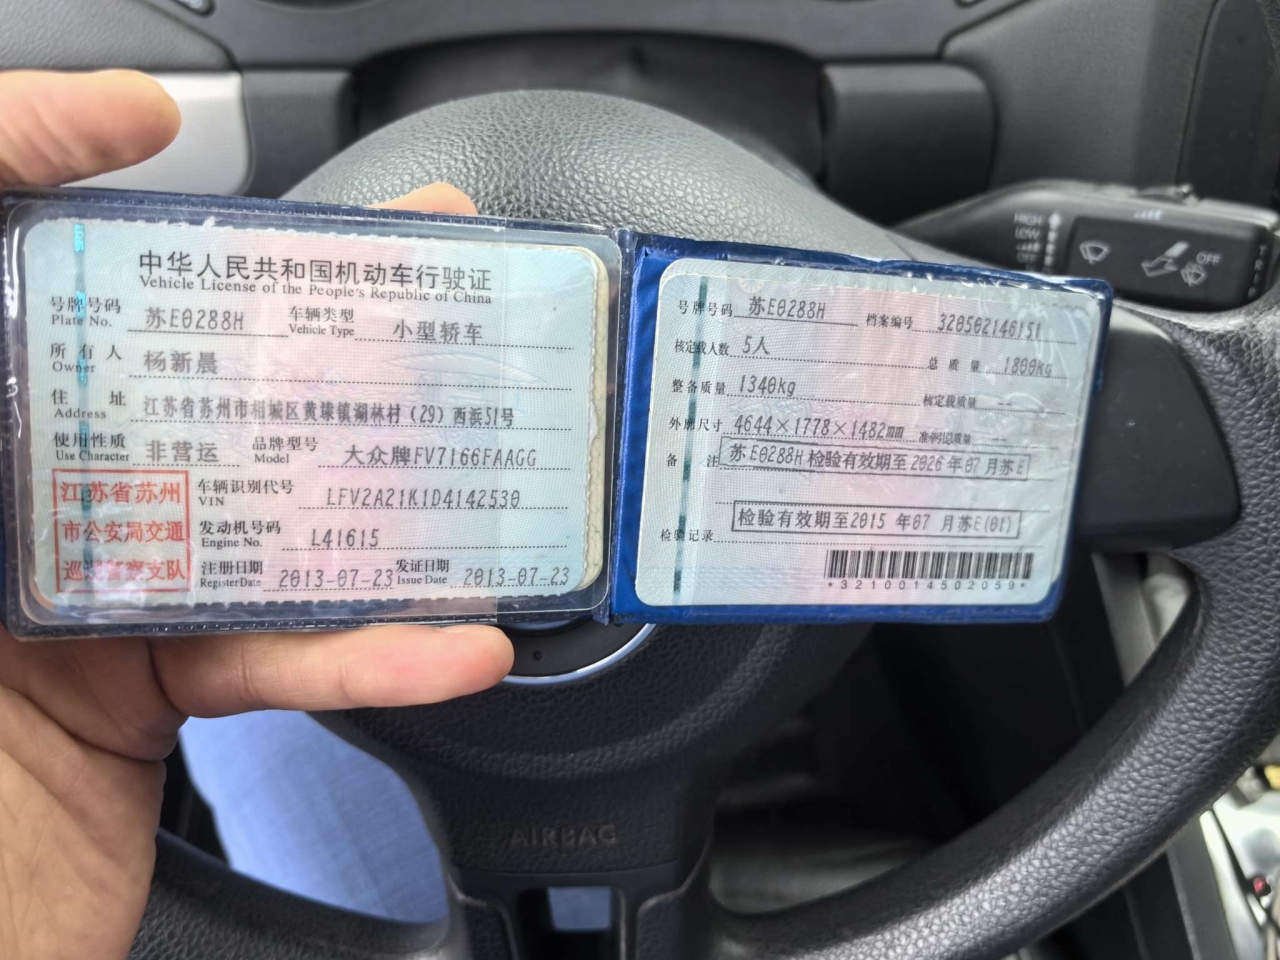 中华人民共和国机动车行驶证
Vehicle License of the People's Republic of China
号牌号码 Plate No. 苏E0288H 车辆类型 Vehicle Type 小型轿车
所有人 Owner 杨新晨
住址 Address 江苏省苏州市相城区黄埭镇湖林村(29)西浜51号
使用性质 Use Character 非营运 品牌型号 Model 大众牌FV7166FAAGG
江苏省苏州
市公安局交通
巡逻警察支队
车辆识别代号 VIN LFV2A21K1D4142530
发动机号码 Engine No. L41615
注册日期 Register Date 2013-07-23 发证日期 Issue Date 2013-07-23
号牌号码 苏E0288H 档案编号 320502146151
核定载人数 5人 总质量 1800kg
整备质量 1340kg 核定载质量 --
外廓尺寸 4644×1778×1482mm 准牵引总质量 --
备注 苏E0288H 检验有效期至2026年07月苏E
检验有效期至2015 年07 月苏E(01)
检验记录
*3210014502059*
HIGH
LOW
OFF
AIRBAG